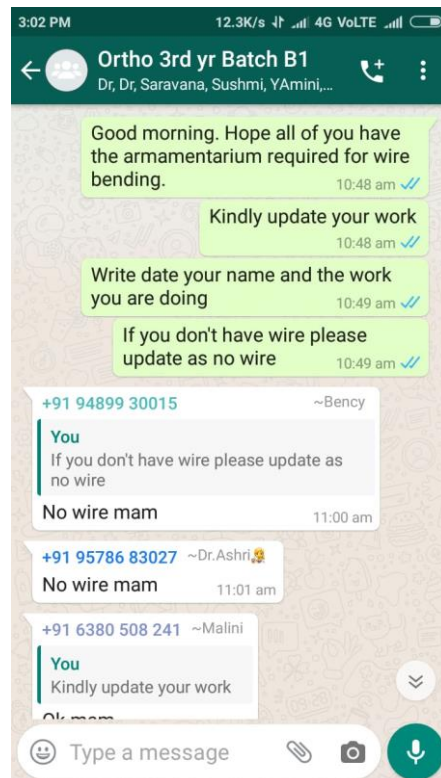 3:02 PM 12.3K/s 4G VoLTE
Ortho 3rd yr Batch B1
Dr, Dr, Saravana, Sushmi, YAmini,...
Good morning. Hope all of you have
the armamentarium required for wire
bending.
10:48 am
Kindly update your work
10:48 am
Write date your name and the work
you are doing
10:49 am
If you don't have wire please
update as no wire
10:49 am
+91 94899 30015 ~Bency
You
If you don't have wire please update as
no wire
No wire mam
11:00 am
+91 95786 83027 ~Dr.Ashri
No wire mam
11:01 am
+91 6380 508 241 ~Malini
You
Kindly update your work
Ok mam
Type a message